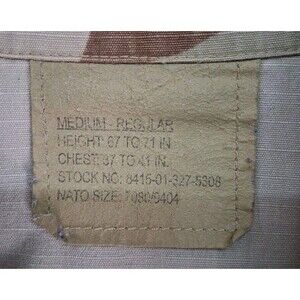 MEDIUM - REGULAR
HEIGHT: 67 TO 71 IN.
CHEST: 37 TO 41 IN.
STOCK NO: 8415-01-327-5308
NATO SIZE: 7080/9404